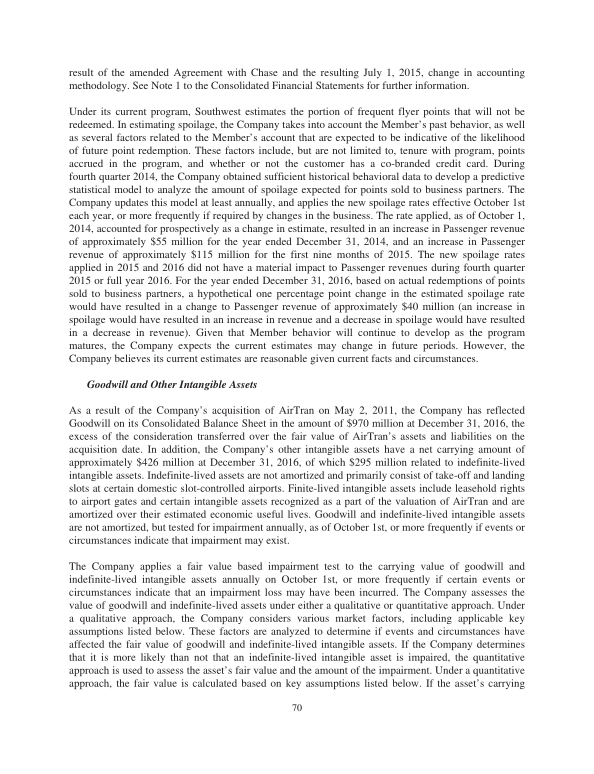 result of the amended Agreement with Chase and the resulting July 1, 2015, change in accounting
methodology. See Note 1 to the Consolidated Financial Statements for further information.
Under its current program, Southwest estimates the portion of frequent flyer points that will not be
redeemed. In estimating spoilage, the Company takes into account the Member's past behavior, as well
as several factors related to the Member's account that are expected to be indicative of the likelihood
of future point redemption. These factors include, but are not limited to, tenure with program, points
accrued in the program, and whether or not the customer has a co-branded credit card. During
fourth quarter 2014, the Company obtained sufficient historical behavioral data to develop a predictive
statistical model to analyze the amount of spoilage expected for points sold to business partners. The
Company updates this model at least annually, and applies the new spoilage rates effective October 1st
each year, or more frequently if required by changes in the business. The rate applied, as of October 1,
2014, accounted for prospectively as a change in estimate, resulted in an increase in Passenger revenue
of approximately $55 million for the year ended December 31, 2014, and an increase in Passenger
revenue of approximately $115 million for the first nine months of 2015. The new spoilage rates
applied in 2015 and 2016 did not have a material impact to Passenger revenues during fourth quarter
2015 or full year 2016. For the year ended December 31, 2016, based on actual redemptions of points
sold to business partners, a hypothetical one percentage point change in the estimated spoilage rate
would have resulted in a change to Passenger revenue of approximately $40 million (an increase in
spoilage would have resulted in an increase in revenue and a decrease in spoilage would have resulted
in a decrease in revenue). Given that Member behavior will continue to develop as the program
matures, the Company expects the current estimates may change in future periods. However, the
Company believes its current estimates are reasonable given current facts and circumstances.
Goodwill and Other Intangible Assets
As a result of the Company's acquisition of AirTran on May 2, 2011, the Company has reflected
Goodwill on its Consolidated Balance Sheet in the amount of $970 million at December 31, 2016, the
excess of the consideration transferred over the fair value of AirTran's assets and liabilities on the
acquisition date. In addition, the Company's other intangible assets have a net carrying amount of
approximately $426 million at December 31, 2016, of which $295 million related to indefinite-lived
intangible assets. Indefinite-lived assets are not amortized and primarily consist of take-off and landing
slots at certain domestic slot-controlled airports. Finite-lived intangible assets include leasehold rights
to airport gates and certain intangible assets recognized as a part of the valuation of AirTran and are
amortized over their estimated economic useful lives. Goodwill and indefinite-lived intangible assets
are not amortized, but tested for impairment annually, as of October 1st, or more frequently if events or
circumstances indicate that impairment may exist.
The Company applies a fair value based impairment test to the carrying value of goodwill and
indefinite-lived intangible assets annually on October 1st, or more frequently if certain events or
circumstances indicate that an impairment loss may have been incurred. The Company assesses the
value of goodwill and indefinite-lived assets under either a qualitative or quantitative approach. Under
a qualitative approach, the Company considers various market factors, including applicable key
assumptions listed below. These factors are analyzed to determine if events and circumstances have
affected the fair value of goodwill and indefinite-lived intangible assets. If the Company determines
that it is more likely than not that an indefinite-lived intangible asset is impaired, the quantitative
approach is used to assess the asset's fair value and the amount of the impairment. Under a quantitative
approach, the fair value is calculated based on key assumptions listed below. If the asset's carrying
70